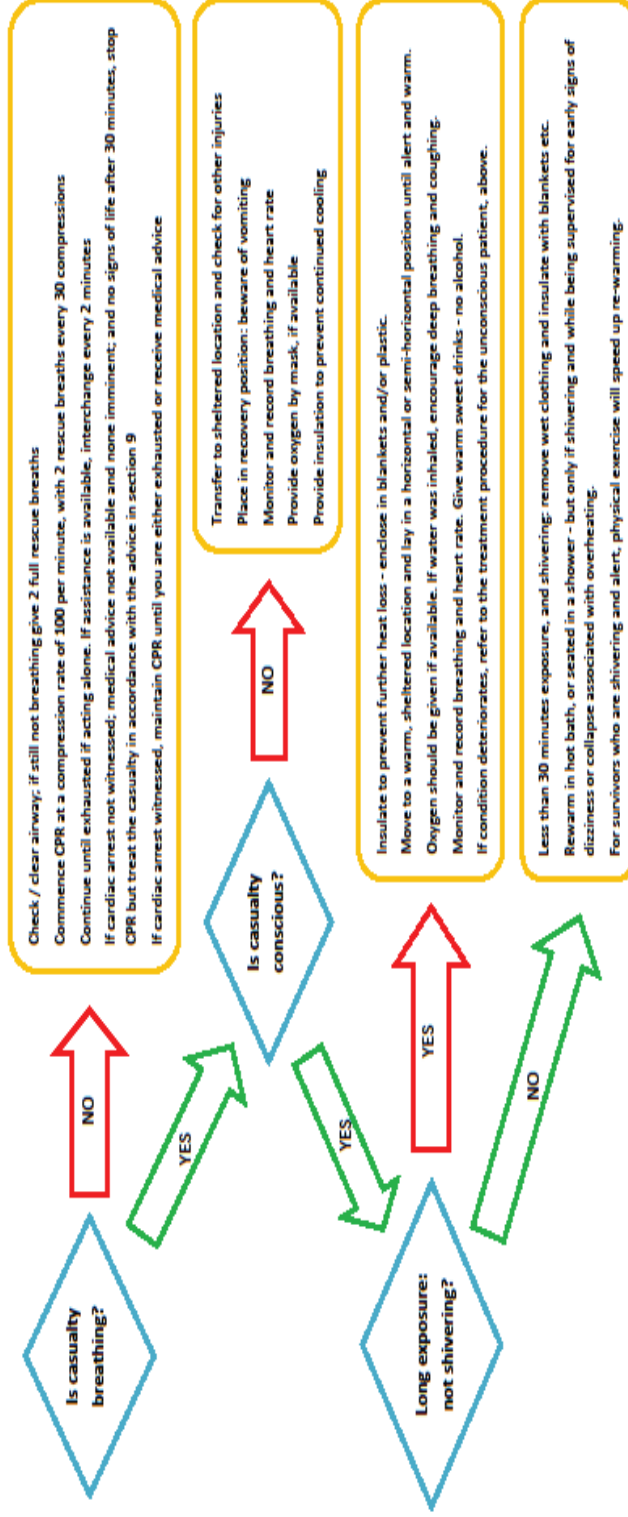 Is casualty
breathing?
NO
Check / clear airway; if still not breathing give 2 full rescue breaths
Commence CPR at a compression rate of 100 per minute, with 2 rescue breaths every 30 compressions
Continue until exhausted if acting alone. If assistance is available, interchange every 2 minutes
If cardiac arrest not witnessed; medical advice not available and none imminent; and no signs of life after 30 minutes, stop
CPR but treat the casualty in accordance with the advice in section 9
If cardiac arrest witnessed, maintain CPR until you are either exhausted or receive medical advice
YES
Is casualty
conscious?
NO
Transfer to sheltered location and check for other injuries
Place in recovery position: beware of vomiting
Monitor and record breathing and heart rate
Provide oxygen by mask, if available
Provide insulation to prevent continued cooling
YES
Long exposure:
not shivering?
YES
Insulate to prevent further heat loss - enclose in blankets and/or plastic.
Move to a warm, sheltered location and lay in a horizontal or semi-horizontal position until alert and warm.
Oxygen should be given if available. If water was inhaled, encourage deep breathing and coughing.
Monitor and record breathing and heart rate. Give warm sweet drinks - no alcohol.
If condition deteriorates, refer to the treatment procedure for the unconscious patient, above.
NO
Less than 30 minutes exposure, and shivering: remove wet clothing and insulate with blankets etc.
Rewarm in hot bath, or seated in a shower - but only if shivering and while being supervised for early signs of
dizziness or collapse associated with overheating.
For survivors who are shivering and alert, physical exercise will speed up re-warming.